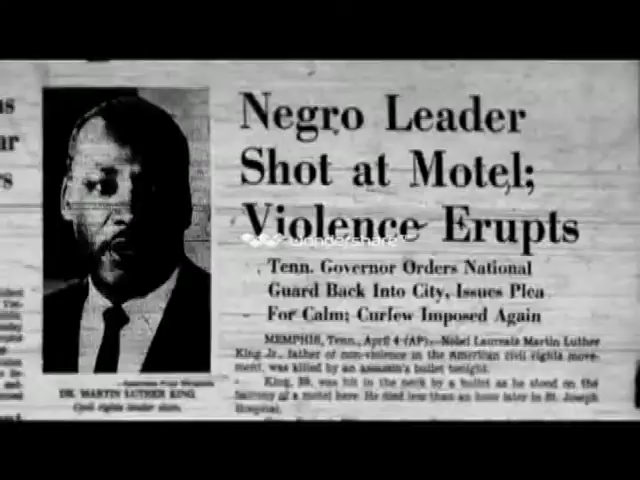 s
ar
s
Negro Leader
Shot at Motel;
Violence Erupts
wondershare
Tenn. Governor Orders National
Guard Back Into City, Issues Plea
For Calm; Curfew Imposed Again
MEMPHIS, Tenn., April 4 (AP).—Nobel Laureate Martin Luther
King Jr., father of non-violence in the American civil rights move-
ment, was killed by an assassin's bullet tonight.
King, 39, was hit in the neck by a bullet as he stood on the
balcony of a motel here. He died less than an hour later in St. Joseph
Hospital.
DR. MARTIN LUTHER KING
Civil rights leader slain.